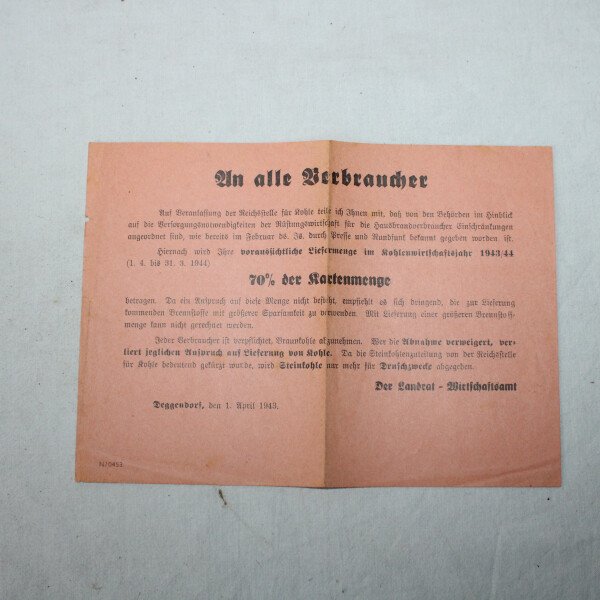 An alle Verbraucher
Auf Veranlassung der Reichsstelle für Kohle teile ich Ihnen mit, daß von den Behörden im Hinblick
auf die Versorgungsnotwendigkeiten der Rüstungswirtschaft für die Hausbrandverbraucher Einschränkungen
angeordnet sind, wie bereits im Februar ds. Js. durch Presse und Rundfunk bekannt gegeben worden ist.
Hiernach wird Ihre voraussichtliche Liefermenge im Kohlenwirtschaftsjahr 1943/44
(1. 4. bis 31. 3. 1944)
70% der Kartenmenge
betragen. Da ein Anspruch auf diese Menge nicht besteht, empfiehlt es sich dringend, die zur Lieferung
kommenden Brennstoffe mit grösserer Sparsamkeit zu verwenden. Mit Lieferung einer größeren Brennstoff-
menge kann nicht gerechnet werden.
Jeder Verbraucher ist verpflichtet, Braunkohle abzunehmen. Wer die Abnahme verweigert, ver-
liert jeglichen Anspruch auf Lieferung von Kohle. Da die Steinkohlenzuteilung von der Reichsstelle
für Kohle bedeutend gekürzt wurde, wird Steinkohle nur mehr für Druschzwecke abgegeben.
Der Landrat - Wirtschaftsamt
Deggendorf, den 1. April 1943.
N/0453